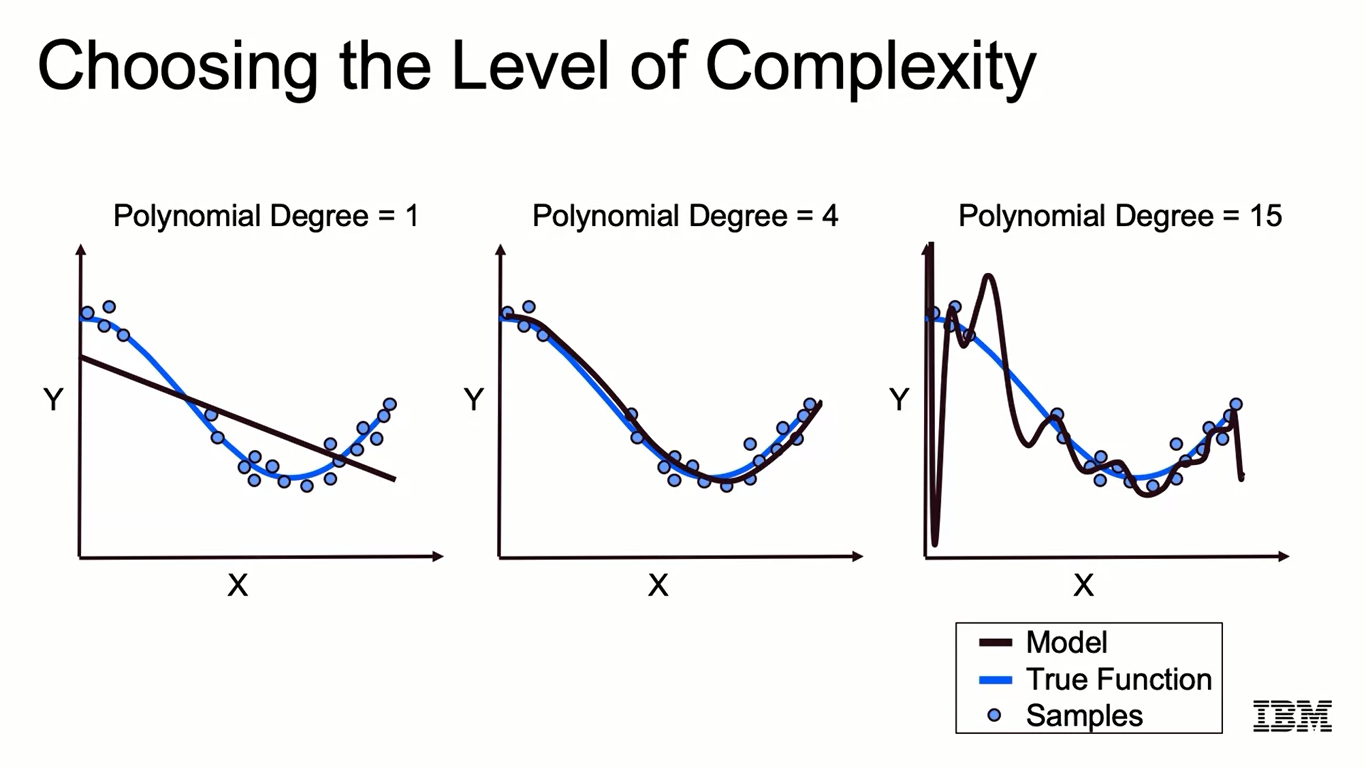 Choosing the Level of Complexity
Polynomial Degree = 1
Polynomial Degree = 4
Polynomial Degree = 15
Y
Y
Y
X
X
X
Model
True Function
Samples
IBM